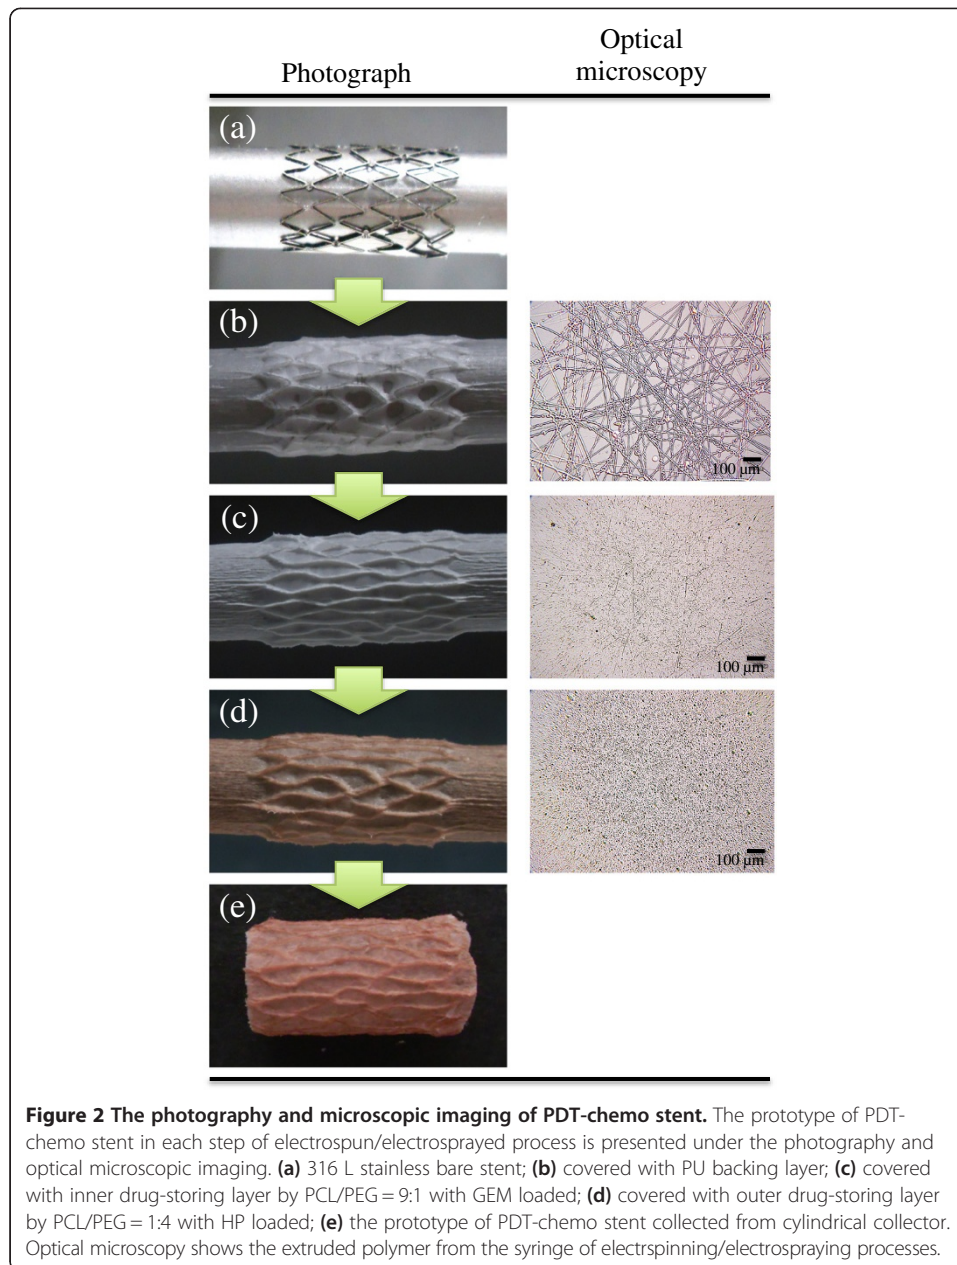 Photograph
Optical
microscopy
(a)
(b)
100 µm
(c)
100 µm
(d)
100 µm
(e)
Figure 2 The photography and microscopic imaging of PDT-chemo stent. The prototype of PDT-
chemo stent in each step of electrospun/electrosprayed process is presented under the photography and
optical microscopic imaging. (a) 316 L stainless bare stent; (b) covered with PU backing layer; (c) covered
with inner drug-storing layer by PCL/PEG = 9:1 with GEM loaded; (d) covered with outer drug-storing layer
by PCL/PEG = 1:4 with HP loaded; (e) the prototype of PDT-chemo stent collected from cylindrical collector.
Optical microscopy shows the extruded polymer from the syringe of electrspinning/electrospraying processes.